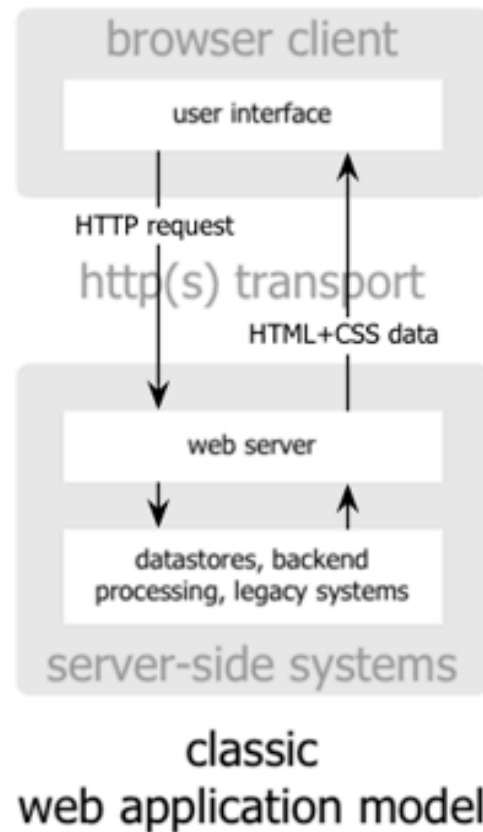 browser client
user interface
HTTP request
http(s) transport
HTML+CSS data
web server
datastores, backend
processing, legacy systems
server-side systems
classic
web application model